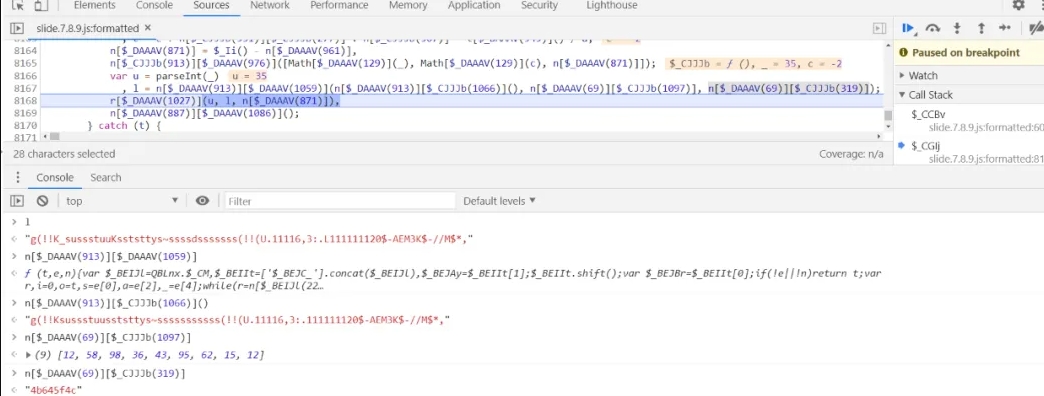 Elements Console Sources Network Performance Memory Application Security Lighthouse
slide.7.8.9.js:formatted ×
8164 n[$_DAAAV(871)] = $_Ii() - n[$_DAAAV(961)],
8165 n[$_CJJJb(913)][$_DAAAV(976)]([Math[$_DAAAV(129)](_), Math[$_DAAAV(129)](c), n[$_DAAAV(871)]]); $_CJJJb = ƒ (), _ = 35, c = -2
8166 var u = parseInt(_) u = 35
8167 , l = n[$_DAAAV(913)][$_DAAAV(1059)](n[$_DAAAV(913)][$_CJJJb(1066)](), n[$_DAAAV(69)][$_CJJJb(1097)], n[$_DAAAV(69)][$_CJJJb(319)]);
8168 r[$_DAAAV(1027)](u, l, n[$_DAAAV(871)]),
8169 n[$_DAAAV(887)][$_DAAAV(1086)]();
8170 } catch (t) {
8171
28 characters selected Coverage: n/a
Paused on breakpoint
Watch
Call Stack
$_CCBv
slide.7.8.9.js:formatted:60
$_CGIj
slide.7.8.9.js:formatted:81
Console Search
top Filter Default levels ▼
> l
"g(!!K_sussstuuKsststtys~ssssdsssssss(!!(U.11116,3:.L111111120$-AEM3K$-//M$*,"
> n[$_DAAAV(913)][$_DAAAV(1059)]
ƒ (t,e,n){var $_BEIJl=QBLnx.$_CM,$_BEIIt=['$_BEJC_'].concat($_BEIJl),$_BEJAy=$_BEIIt[1];$_BEIIt.shift();var $_BEJBr=$_BEIIt[0];if(!e||!n)return t;var
r,i=0,o=t,s=e[0],a=e[2],_=e[4];while(r=n[$_BEIJl(22…
> n[$_DAAAV(913)][$_CJJJb(1066)]()
"g(!!Ksussstuusststtys~sssssssssss(!!(U.11116,3:.111111120$-AEM3K$-//M$*,"
> n[$_DAAAV(69)][$_CJJJb(1097)]
▶ (9) [12, 58, 98, 36, 43, 95, 62, 15, 12]
> n[$_DAAAV(69)][$_CJJJb(319)]
"4b645f4c"